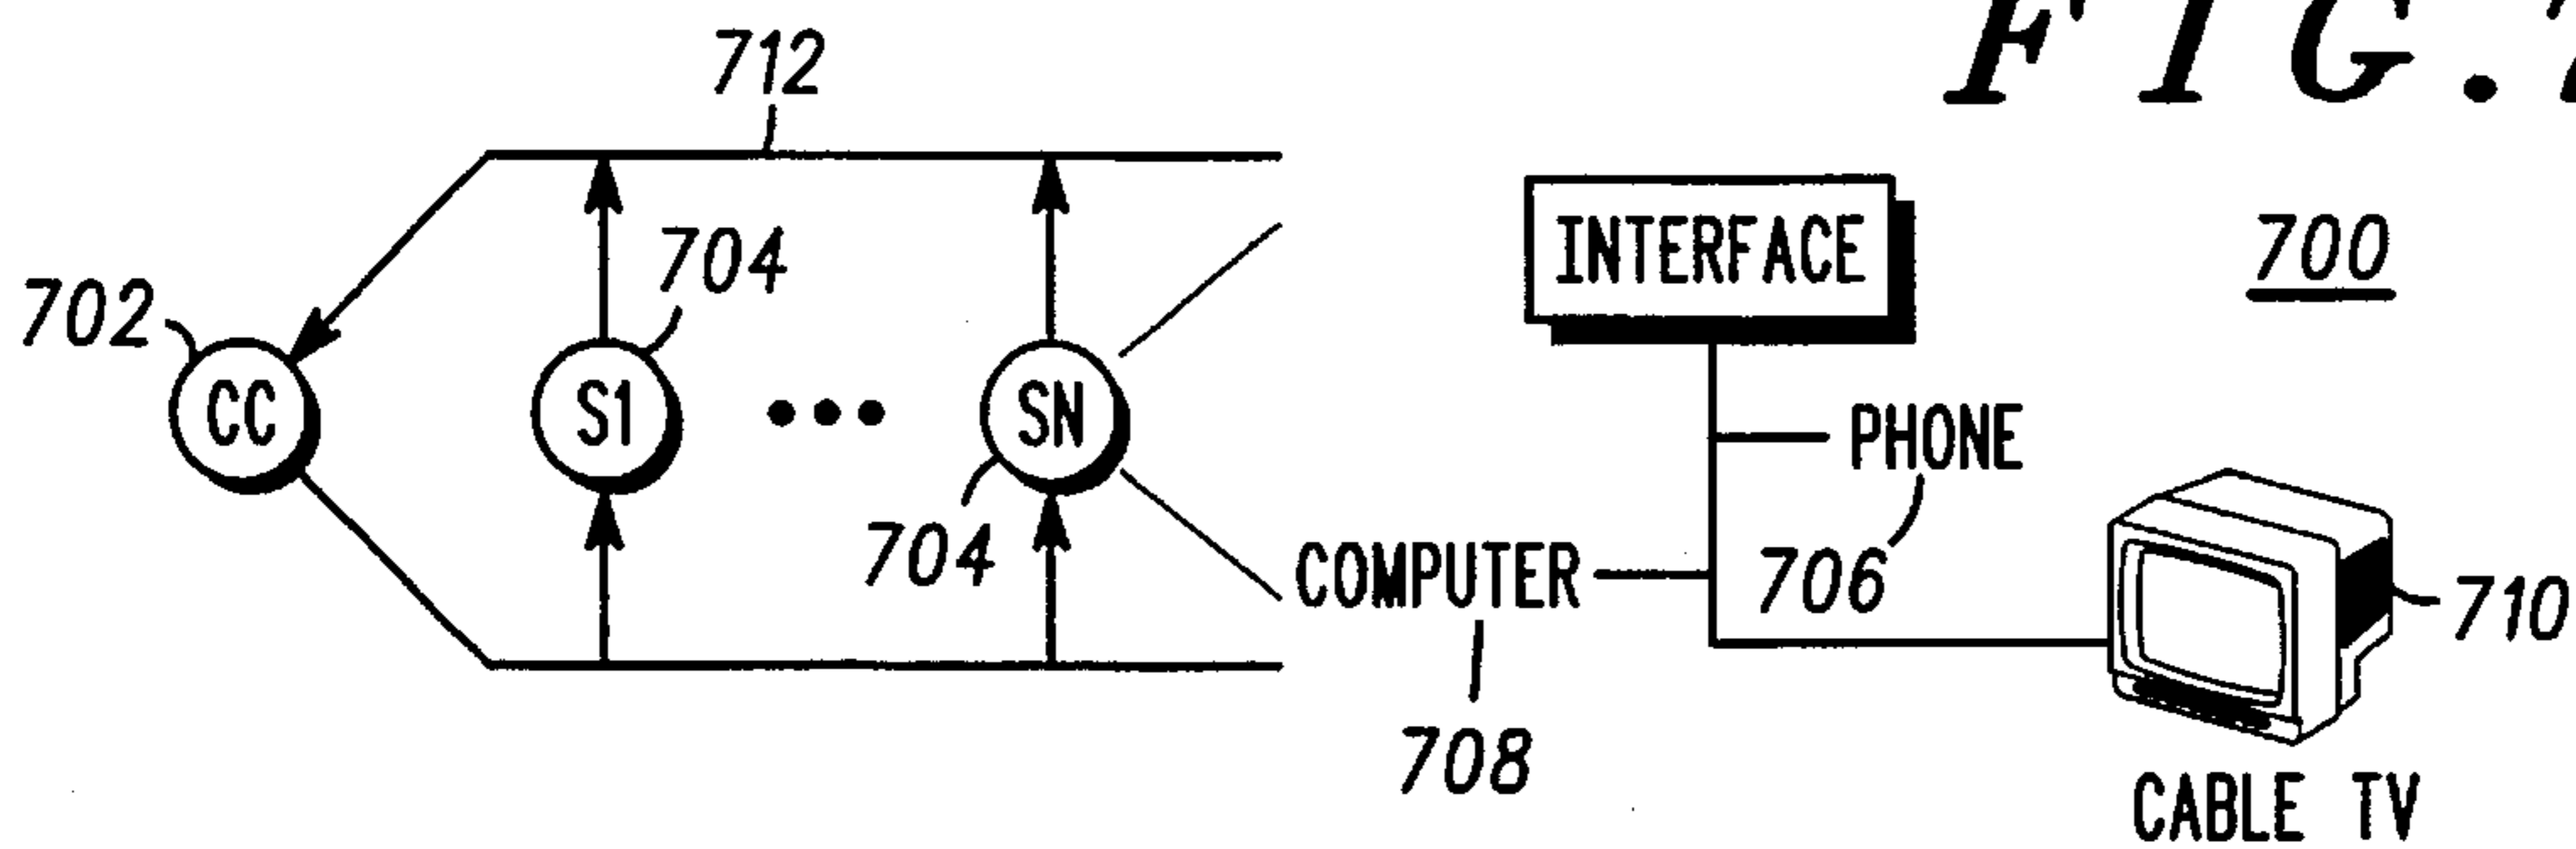 FIG.7
712
INTERFACE
700
704
702
CC
S1
SN
PHONE
704
COMPUTER
706
710
708
CABLE TV